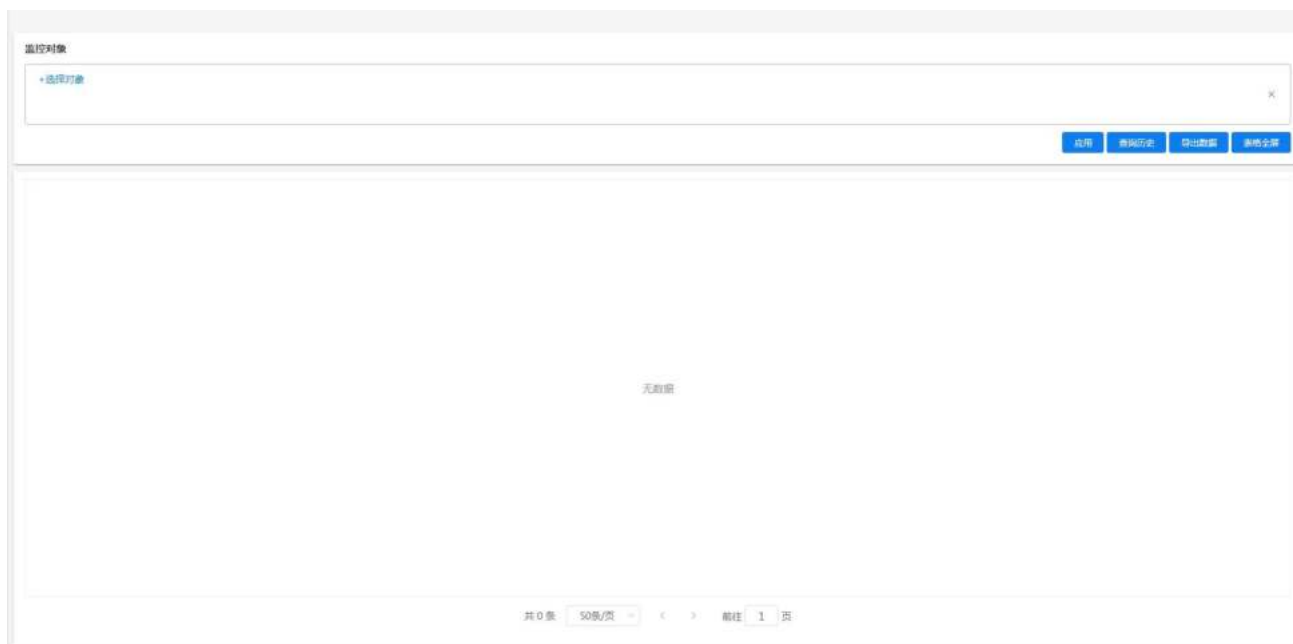 监控对象
+选择对象
×
应用 查询历史 导出数据 表格全屏
无数据
共 0 条 50条/页 < > 前往 1 页